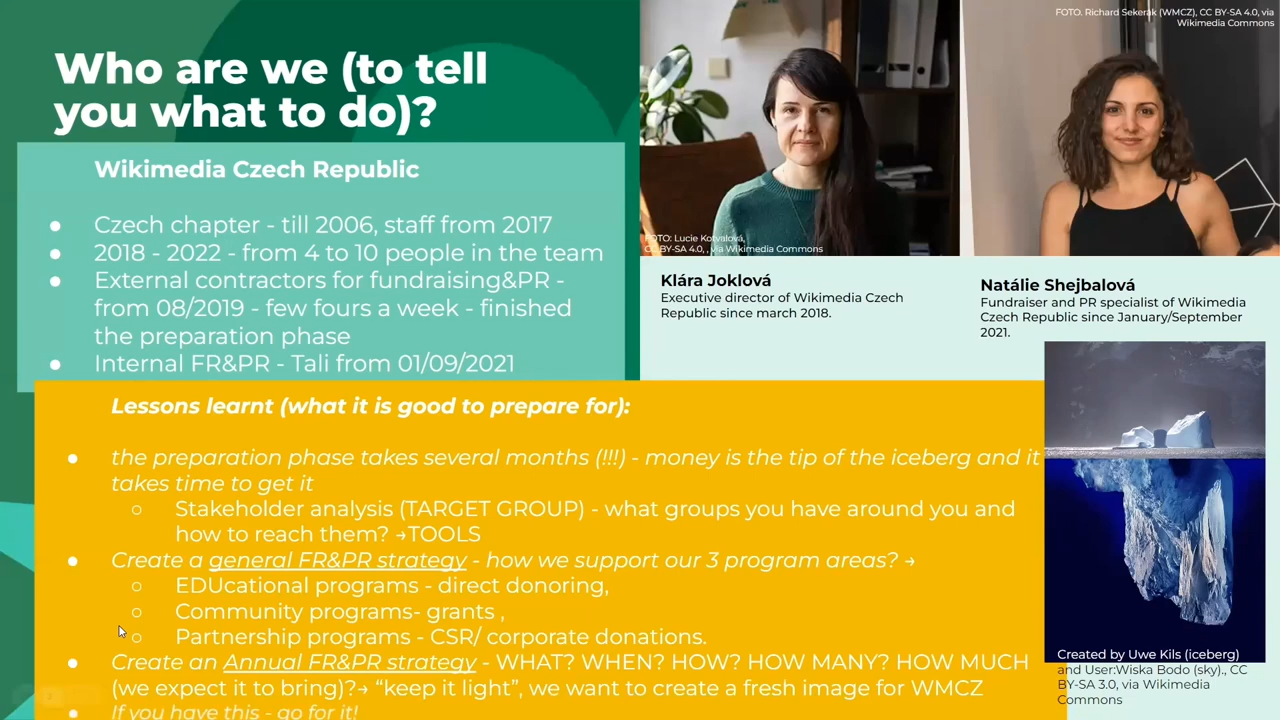 Who are we (to tell
you what to do)?
Wikimedia Czech Republic
● Czech chapter - till 2006, staff from 2017
● 2018 - 2022 - from 4 to 10 people in the team
● External contractors for fundraising&PR -
from 08/2019 - few fours a week - finished
the preparation phase
● Internal FR&PR - Tali from 01/09/2021
FOTO: Lucie Kotvalová,
CC BY-SA 4.0, , via Wikimedia Commons
FOTO. Richard Sekerák (WMCZ), CC BY-SA 4.0, via
Wikimedia Commons
Klára Joklová
Executive director of Wikimedia Czech
Republic since march 2018.
Natálie Shejbalová
Fundraiser and PR specialist of Wikimedia
Czech Republic since January/September
2021.
Lessons learnt (what it is good to prepare for):
● the preparation phase takes several months (!!!) - money is the tip of the iceberg and it
takes time to get it
○ Stakeholder analysis (TARGET GROUP) - what groups you have around you and
how to reach them? →TOOLS
● Create a general FR&PR strategy - how we support our 3 program areas? →
○ EDUcational programs - direct donoring,
○ Community programs- grants ,
○ Partnership programs - CSR/ corporate donations.
● Create an Annual FR&PR strategy - WHAT? WHEN? HOW? HOW MANY? HOW MUCH
(we expect it to bring)?→ “keep it light”, we want to create a fresh image for WMCZ
● If you have this - go for it!
Created by Uwe Kils (iceberg)
and User:Wiska Bodo (sky)., CC
BY-SA 3.0, via Wikimedia
Commons